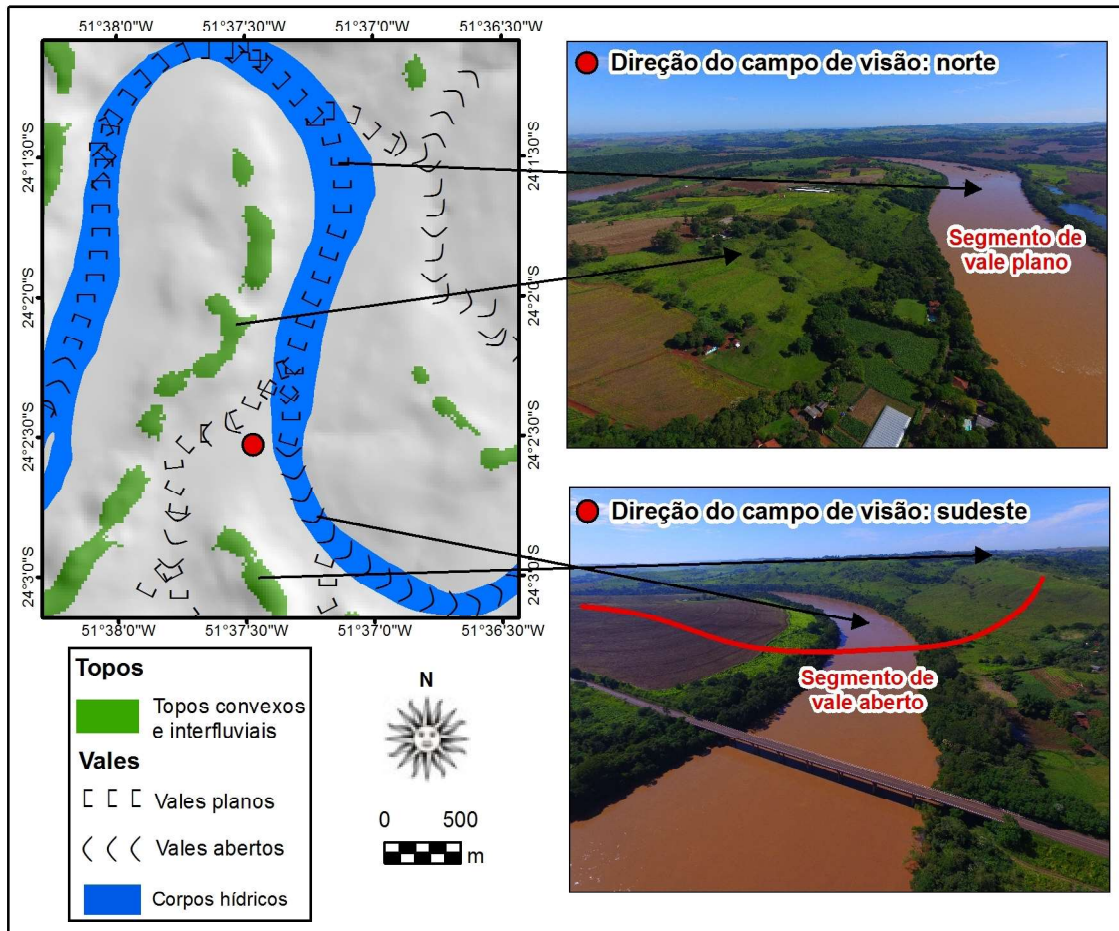 51°38'0"W
51°37'30"W
51°37'0"W
51°36'30"W
24°1'30"S
24°2'0"S
24°2'30"S
24°3'0"S
24°1'30"S
24°2'0"S
24°2'30"S
24°3'0"S
51°38'0"W
51°37'30"W
51°37'0"W
51°36'30"W
Direção do campo de visão: norte
Segmento de
vale plano
Direção do campo de visão: sudeste
Segmento de
vale aberto
Topos
Topos convexos
e interfluviais
Vales
Vales planos
Vales abertos
Corpos hídricos
N
0 500
m